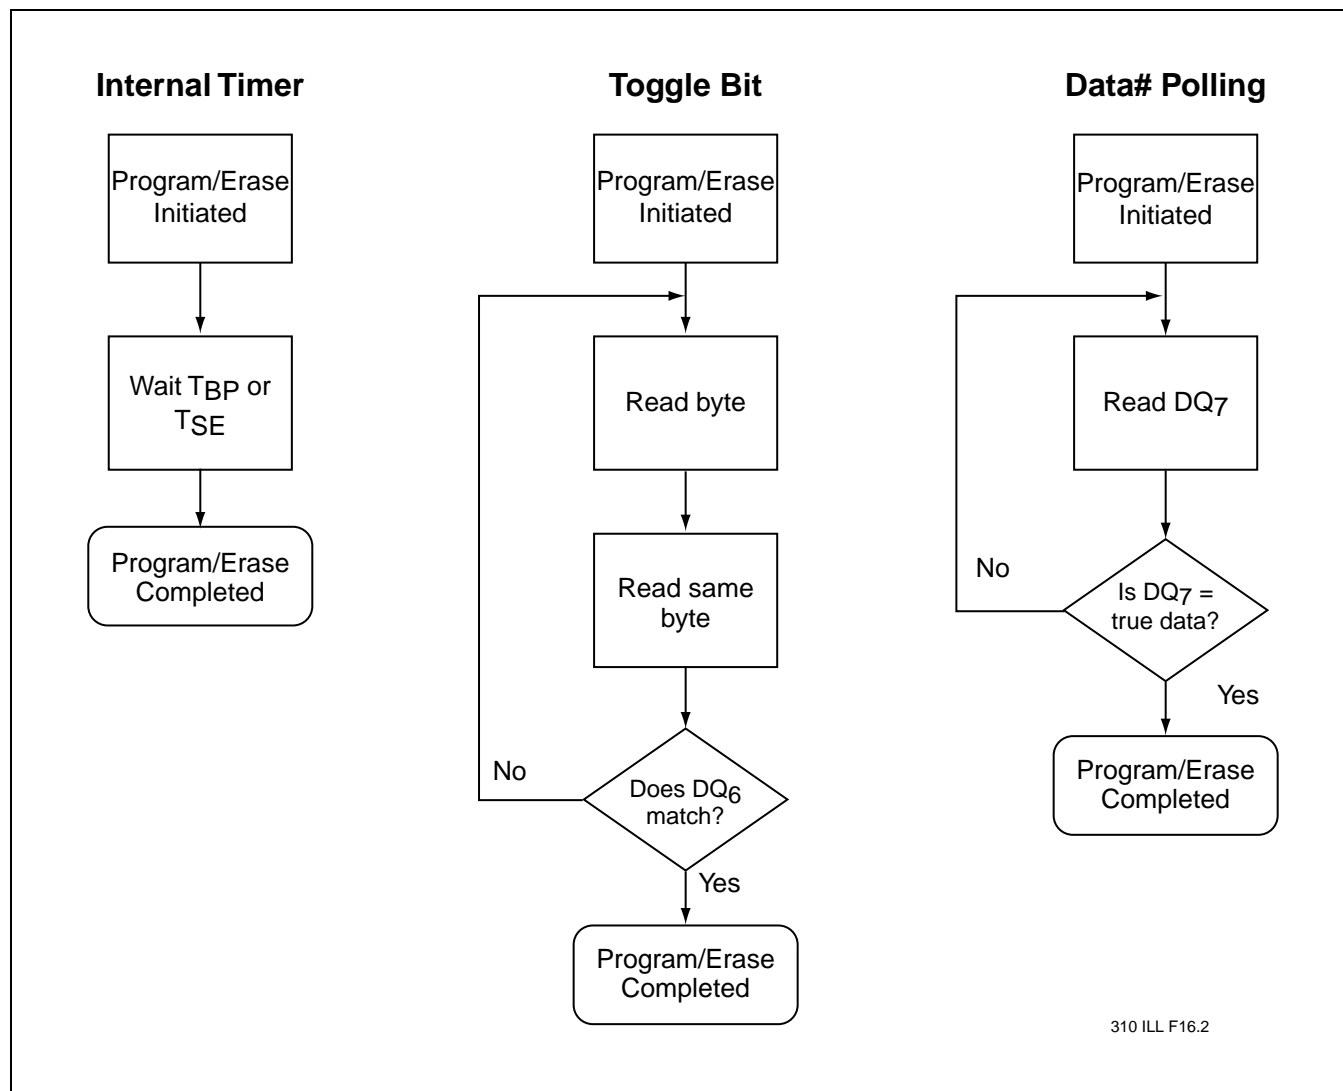 Internal Timer
Program/Erase
Initiated
Wait TBP or
TSE
Program/Erase
Completed
Toggle Bit
Program/Erase
Initiated
Read byte
Read same
byte
No
Does DQ6
match?
Yes
Program/Erase
Completed
Data# Polling
Program/Erase
Initiated
Read DQ7
No
Is DQ7 =
true data?
Yes
Program/Erase
Completed
310 ILL F16.2